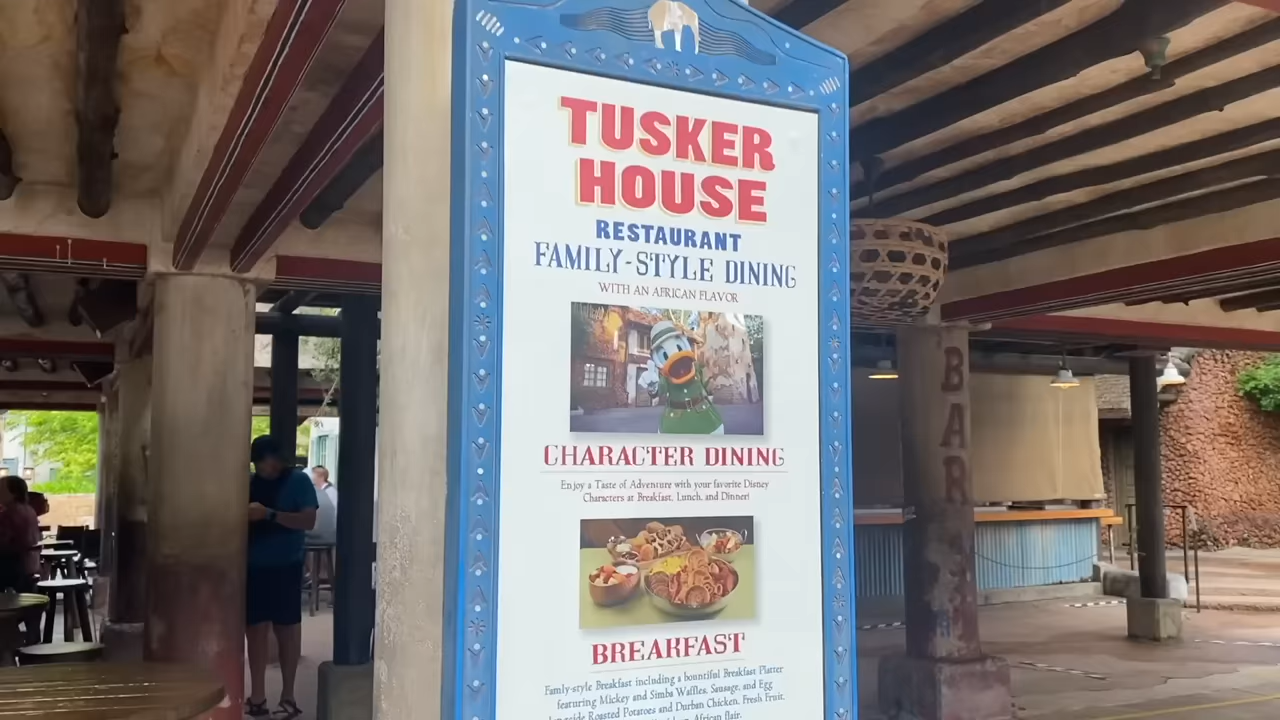 TUSKER
HOUSE
RESTAURANT
FAMILY-STYLE DINING
WITH AN AFRICAN FLAVOR
CHARACTER DINING
Enjoy a Taste of Adventure with your favorite Disney
Characters at Breakfast, Lunch, and Dinner!
BREAKFAST
Family-style Breakfast including a bountiful Breakfast Platter
featuring Mickey and Simba Waffles, Sausage, and Egg
Roasted Potatoes and Durban Chicken, Fresh Fruit,
African flair.
BAR